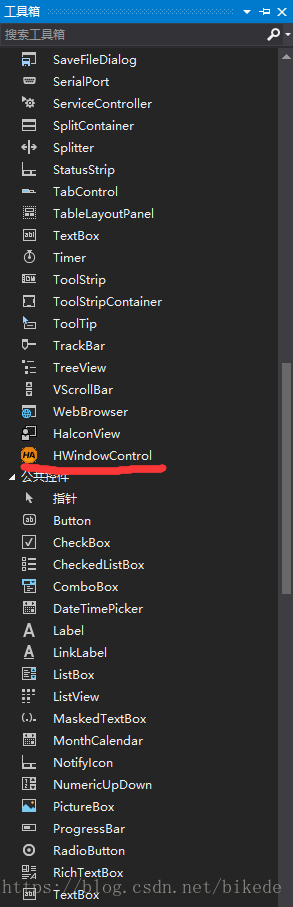 工具箱
搜索工具箱
SaveFileDialog
SerialPort
ServiceController
SplitContainer
Splitter
StatusStrip
TabControl
TableLayoutPanel
TextBox
Timer
ToolStrip
ToolStripContainer
ToolTip
TrackBar
TreeView
VScrollBar
WebBrowser
HalconView
HA HWindowControl
公共控件
指针
Button
CheckBox
CheckedListBox
ComboBox
DateTimePicker
Label
LinkLabel
ListBox
ListView
MaskedTextBox
MonthCalendar
NotifyIcon
NumericUpDown
PictureBox
ProgressBar
RadioButton
RichTextBox
https://blog.csdn.net/bikede
TextBox